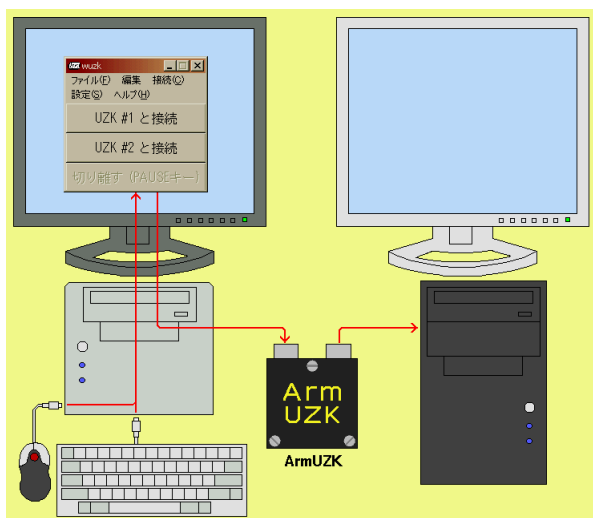 UZK wuzk
ファイル(F) 編集 接続(C)
設定(S) ヘルプ(H)
UZK #1 と接続
UZK #2 と接続
切り離す (PAUSEキー)
Arm
UZK
ArmUZK